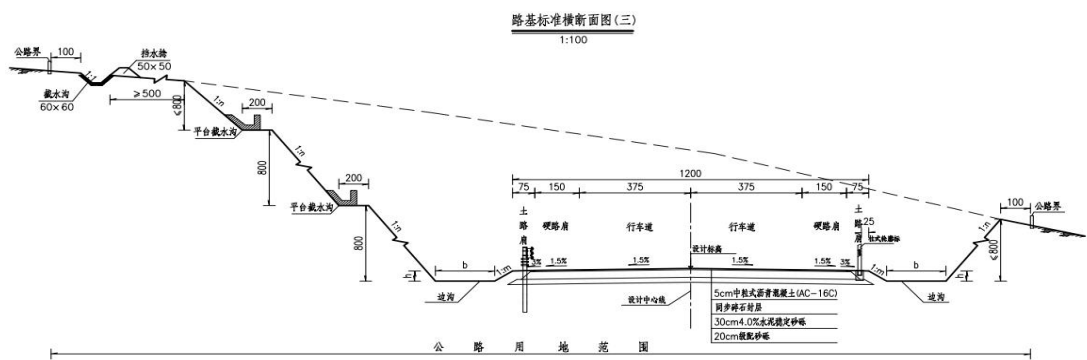 路基标准横断面图(三)
1:100
公路界
100
挡水捻
50×50
1:1
截水沟
60×60
≥500
≤800
1:n
200
平台截水沟
800
1:n
200
平台截水沟
800
1:n
1200
75
150
375
375
150
75
土路肩
硬路肩
行车道
行车道
硬路肩
土路肩
25
柱式轮廓标
设计标高
100
公路界
1:n
≤800
b
h
1:m
3%
1.5%
1.5%
1.5%
1.5%
3%
1:m
b
h
边沟
边沟
设计中心线
5cm中粒式沥青混凝土(AC-16C)
同步碎石封层
30cm4.0%水泥稳定砂砾
20cm级配砂砾
公路用地范围